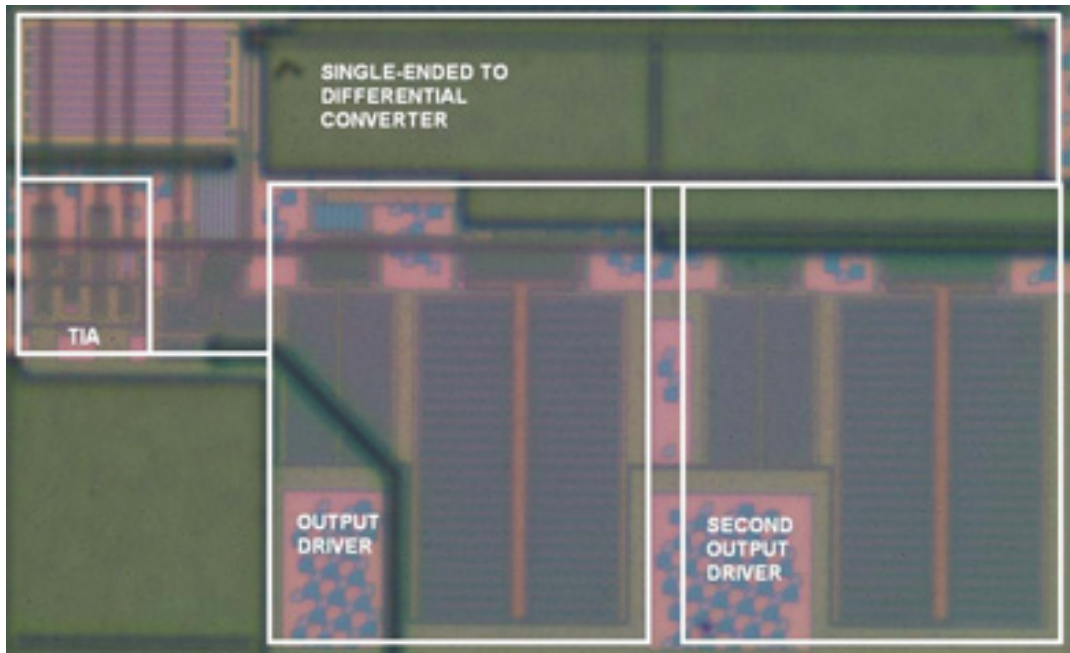 SINGLE-ENDED TO
DIFFERENTIAL
CONVERTER
TIA
OUTPUT
DRIVER
SECOND
OUTPUT
DRIVER